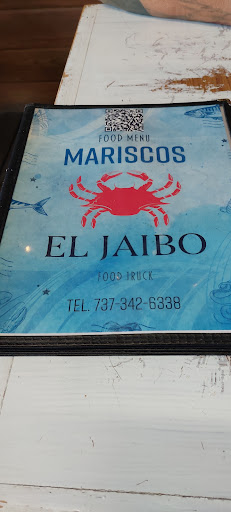 FOOD MENU
MARISCOS
EL JAIBO
FOOD TRUCK
TEL. 737-342-6338